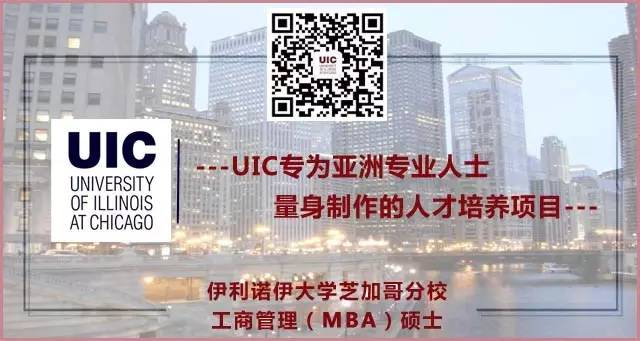 UIC
UIC
UNIVERSITY
OF ILLINOIS
AT CHICAGO
---UIC专为亚洲专业人士
量身制作的人才培养项目---
伊利诺伊大学芝加哥分校
工商管理（MBA）硕士